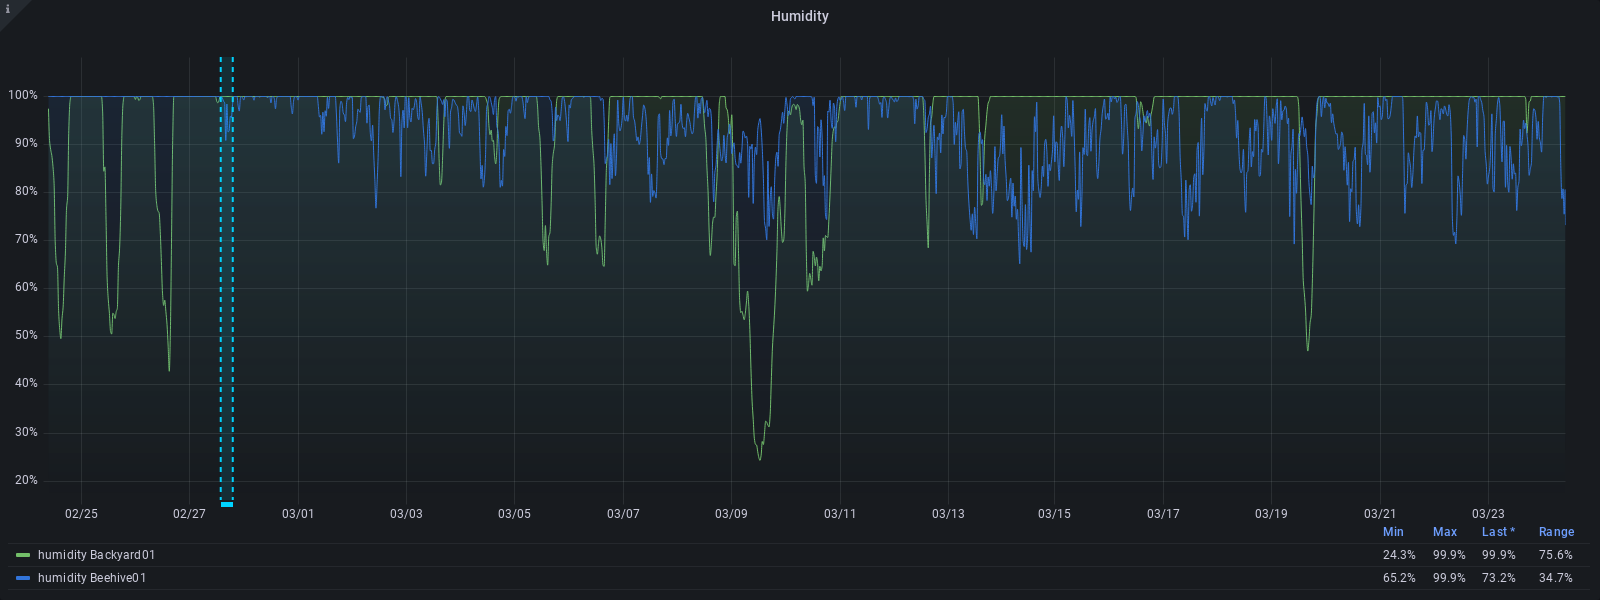 i
Humidity
100%
90%
80%
70%
60%
50%
40%
30%
20%
02/25 02/27 03/01 03/03 03/05 03/07 03/09 03/11 03/13 03/15 03/17 03/19 03/21 03/23
Min Max Last * Range
humidity Backyard01 24.3% 99.9% 99.9% 75.6%
humidity Beehive01 65.2% 99.9% 73.2% 34.7%